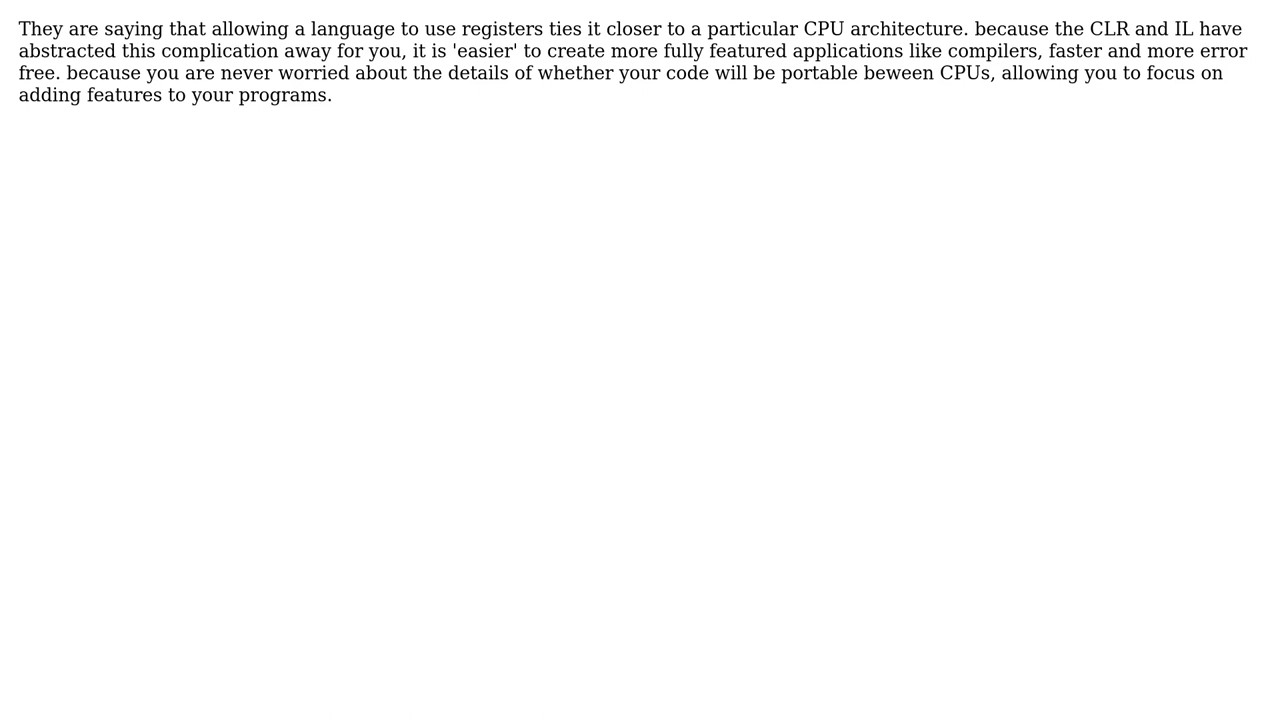 They are saying that allowing a language to use registers ties it closer to a particular CPU architecture. because the CLR and IL have
abstracted this complication away for you, it is 'easier' to create more fully featured applications like compilers, faster and more error
free. because you are never worried about the details of whether your code will be portable beween CPUs, allowing you to focus on
adding features to your programs.